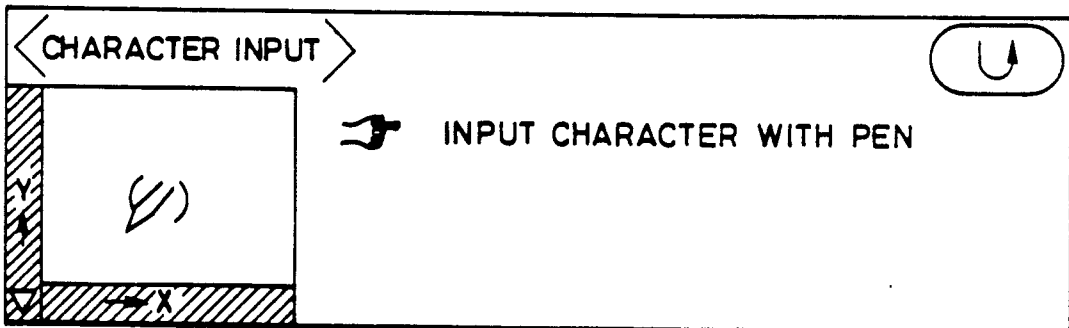 CHARACTER INPUT
INPUT CHARACTER WITH PEN
Y
X